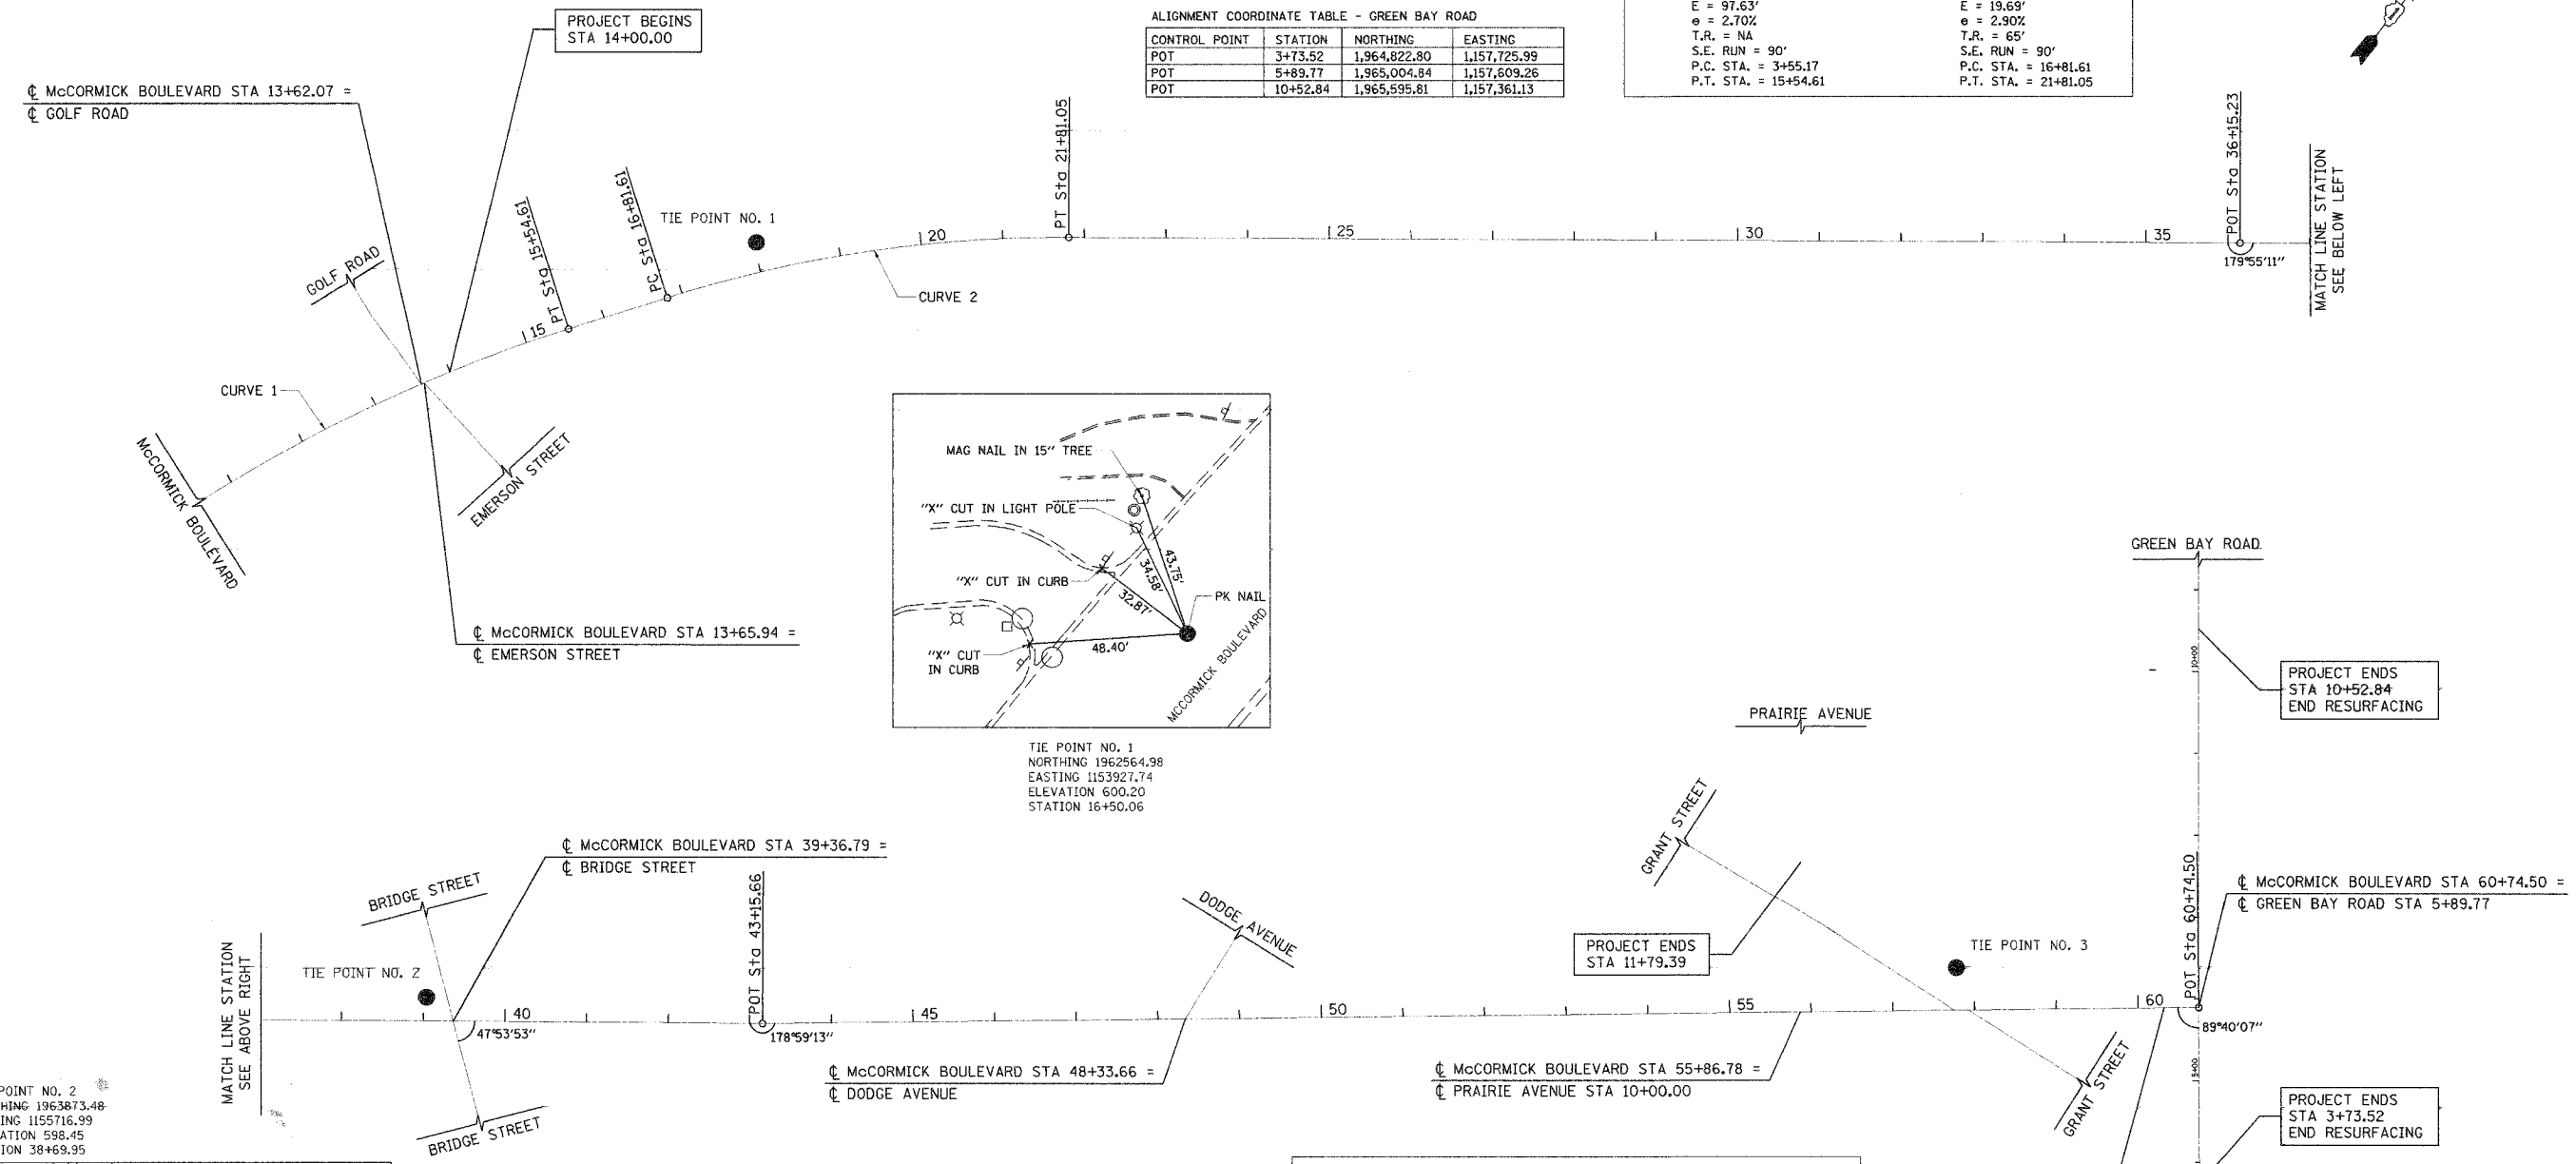 PROJECT BEGINS
STA 14+00.00
℄ McCORMICK BOULEVARD STA 13+62.07 =
℄ GOLF ROAD
ALIGNMENT COORDINATE TABLE - GREEN BAY ROAD
CONTROL POINT STATION NORTHING EASTING
POT 3+73.52 1,964,822.80 1,157,725.99
POT 5+89.77 1,965,004.84 1,157,609.26
POT 10+52.84 1,965,595.81 1,157,361.13
E = 97.63'
e = 2.70%
T.R. = NA
S.E. RUN = 90'
P.C. STA. = 3+55.17
P.T. STA. = 15+54.61
E = 19.69'
e = 2.90%
T.R. = 65'
S.E. RUN = 90'
P.C. STA. = 16+81.61
P.T. STA. = 21+81.05
GOLF ROAD
PT Sta 15+54.61
PC Sta 16+81.61
TIE POINT NO. 1
PT Sta 21+81.05
POT Sta 36+15.23
MATCH LINE STATION
SEE BELOW LEFT
15
20
25
30
35
179°55'11"
CURVE 2
CURVE 1
McCORMICK BOULEVARD
EMERSON STREET
℄ McCORMICK BOULEVARD STA 13+65.94 =
℄ EMERSON STREET
MAG NAIL IN 15" TREE
"X" CUT IN LIGHT POLE
"X" CUT IN CURB
"X" CUT
IN CURB
43.75'
34.58'
32.87'
48.40'
PK NAIL
MCCORMICK BOULEVARD
TIE POINT NO. 1
NORTHING 1962564.98
EASTING 1153927.74
ELEVATION 600.20
STATION 16+50.06
GREEN BAY ROAD
10+00
PROJECT ENDS
STA 10+52.84
END RESURFACING
PRAIRIE AVENUE
GRANT STREET
℄ McCORMICK BOULEVARD STA 39+36.79 =
℄ BRIDGE STREET
BRIDGE STREET
MATCH LINE STATION
SEE ABOVE RIGHT
TIE POINT NO. 2
POT Sta 43+15.66
DODGE AVENUE
PROJECT ENDS
STA 11+79.39
TIE POINT NO. 3
POT Sta 60+74.50
℄ McCORMICK BOULEVARD STA 60+74.50 =
℄ GREEN BAY ROAD STA 5+89.77
40
45
50
55
60
47°53'53"
178°59'13"
89°40'07"
℄ McCORMICK BOULEVARD STA 48+33.66 =
℄ DODGE AVENUE
℄ McCORMICK BOULEVARD STA 55+86.78 =
℄ PRAIRIE AVENUE STA 10+00.00
GRANT STREET
5+00
PROJECT ENDS
STA 3+73.52
END RESURFACING
BRIDGE STREET
POINT NO. 2
HING 1963873.48
ING 1155716.99
ATION 598.45
ION 38+69.95